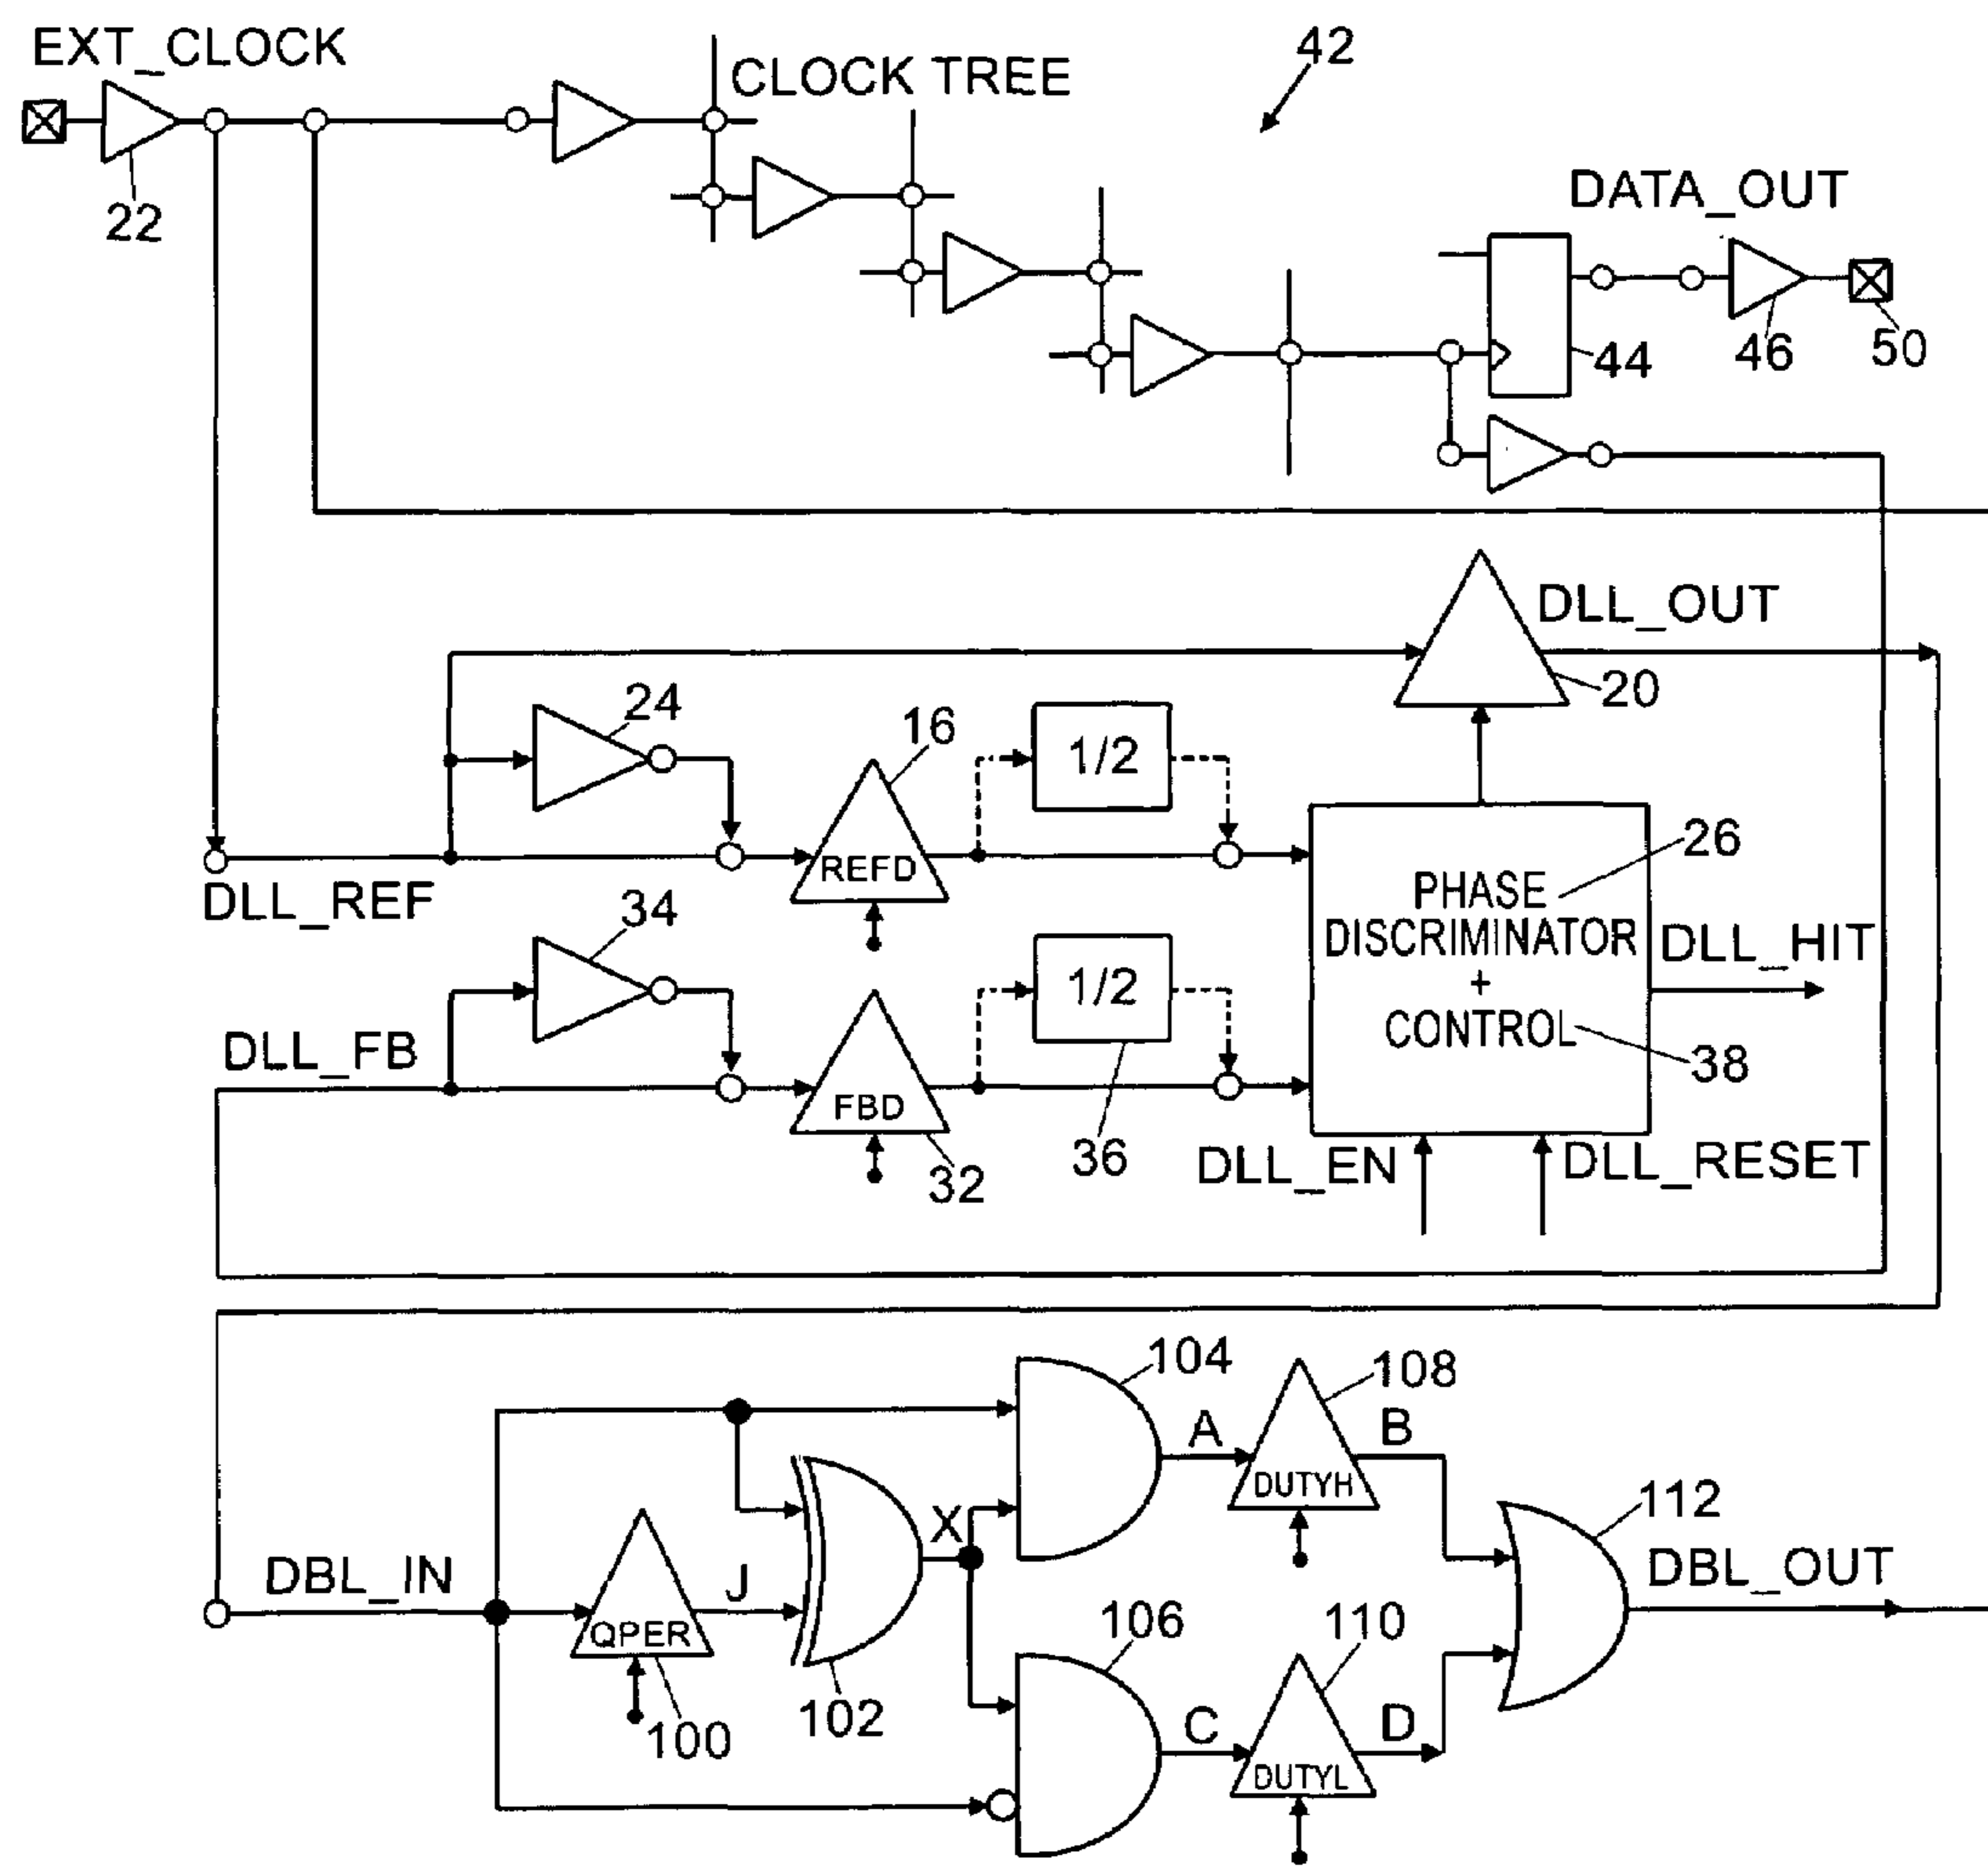 EXT_CLOCK
CLOCK TREE
42
22
DATA_OUT
44
46
50
DLL_OUT
20
24
16
1/2
REFD
DLL_REF
26
PHASE
DISCRIMINATOR
+
CONTROL
38
DLL_HIT
34
1/2
DLL_FB
FBD
32
36
DLL_EN
DLL_RESET
104
108
A
B
DUTYH
112
X
DBL_IN
J
QPER
100
102
106
110
C
D
DUTYL
DBL_OUT